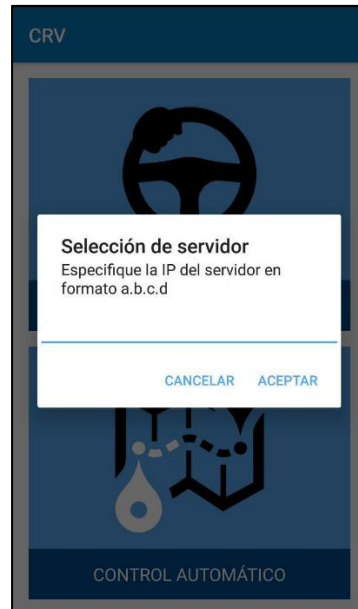 CRV
Selección de servidor
Especifique la IP del servidor en
formato a.b.c.d
CANCELAR ACEPTAR
CONTROL AUTOMÁTICO